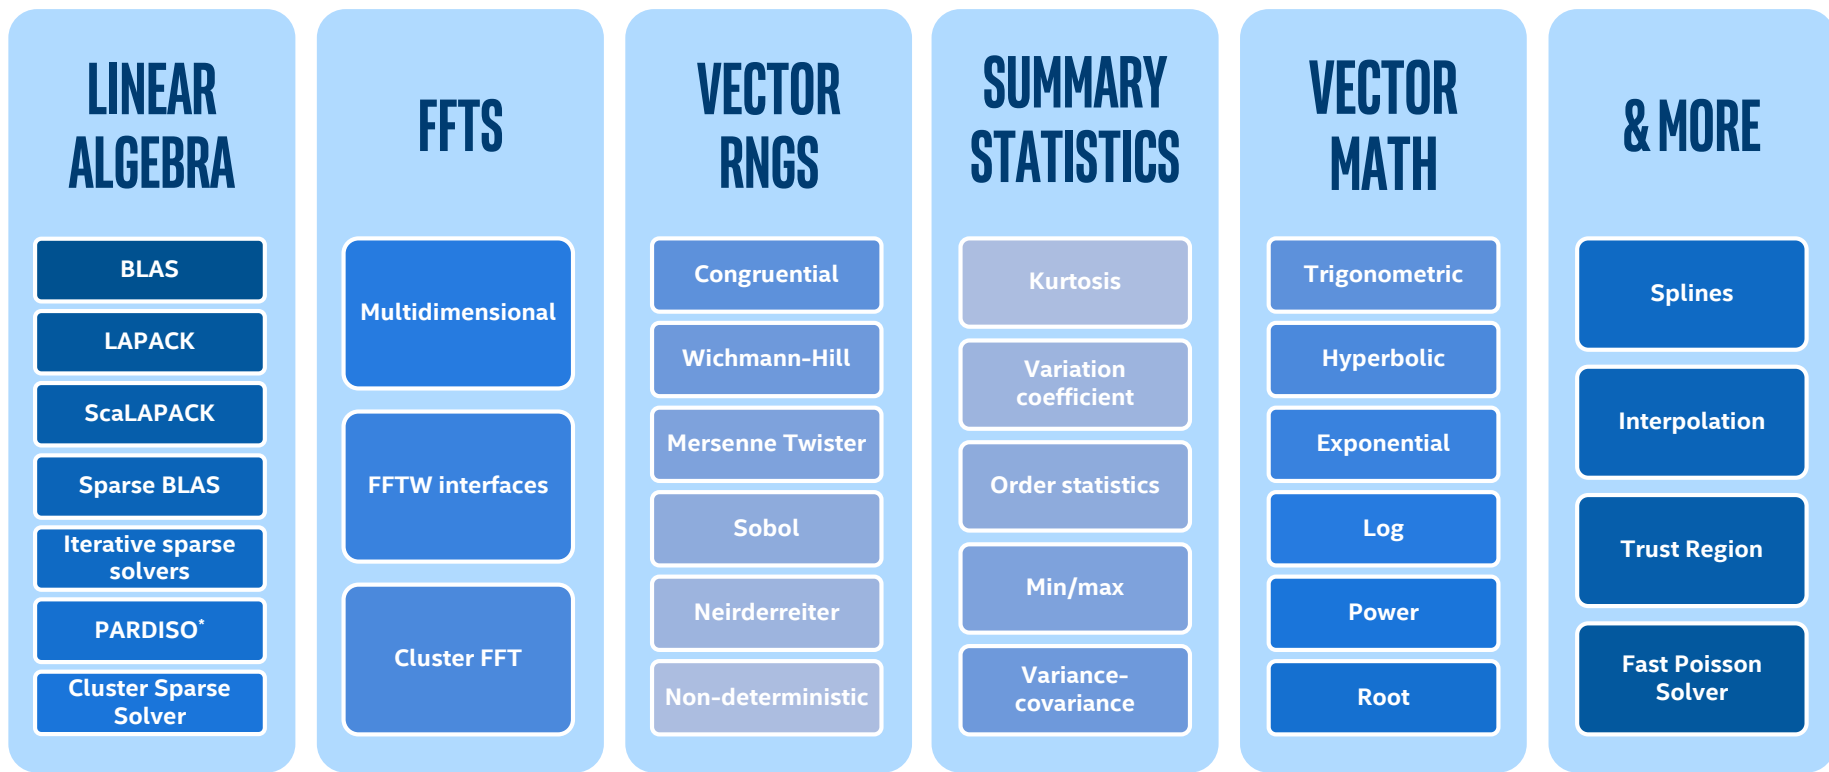 LINEAR
ALGEBRA
BLAS
LAPACK
ScaLAPACK
Sparse BLAS
Iterative sparse
solvers
PARDISO*
Cluster Sparse
Solver
FFTS
Multidimensional
FFTW interfaces
Cluster FFT
VECTOR
RNGS
Congruential
Wichmann-Hill
Mersenne Twister
Sobol
Neirderreiter
Non-deterministic
SUMMARY
STATISTICS
Kurtosis
Variation
coefficient
Order statistics
Min/max
Variance-
covariance
VECTOR
MATH
Trigonometric
Hyperbolic
Exponential
Log
Power
Root
& MORE
Splines
Interpolation
Trust Region
Fast Poisson
Solver